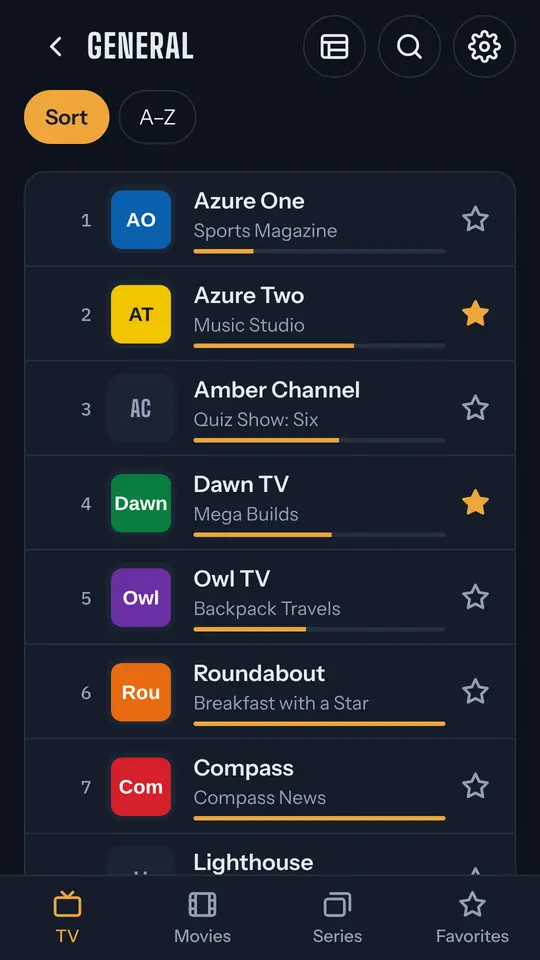 GENERAL
Sort
A–Z
1
AO
Azure One
Sports Magazine
2
AT
Azure Two
Music Studio
3
AC
Amber Channel
Quiz Show: Six
4
Dawn
Dawn TV
Mega Builds
5
Owl
Owl TV
Backpack Travels
6
Rou
Roundabout
Breakfast with a Star
7
Com
Compass
Compass News
Lighthouse
TV
Movies
Series
Favorites